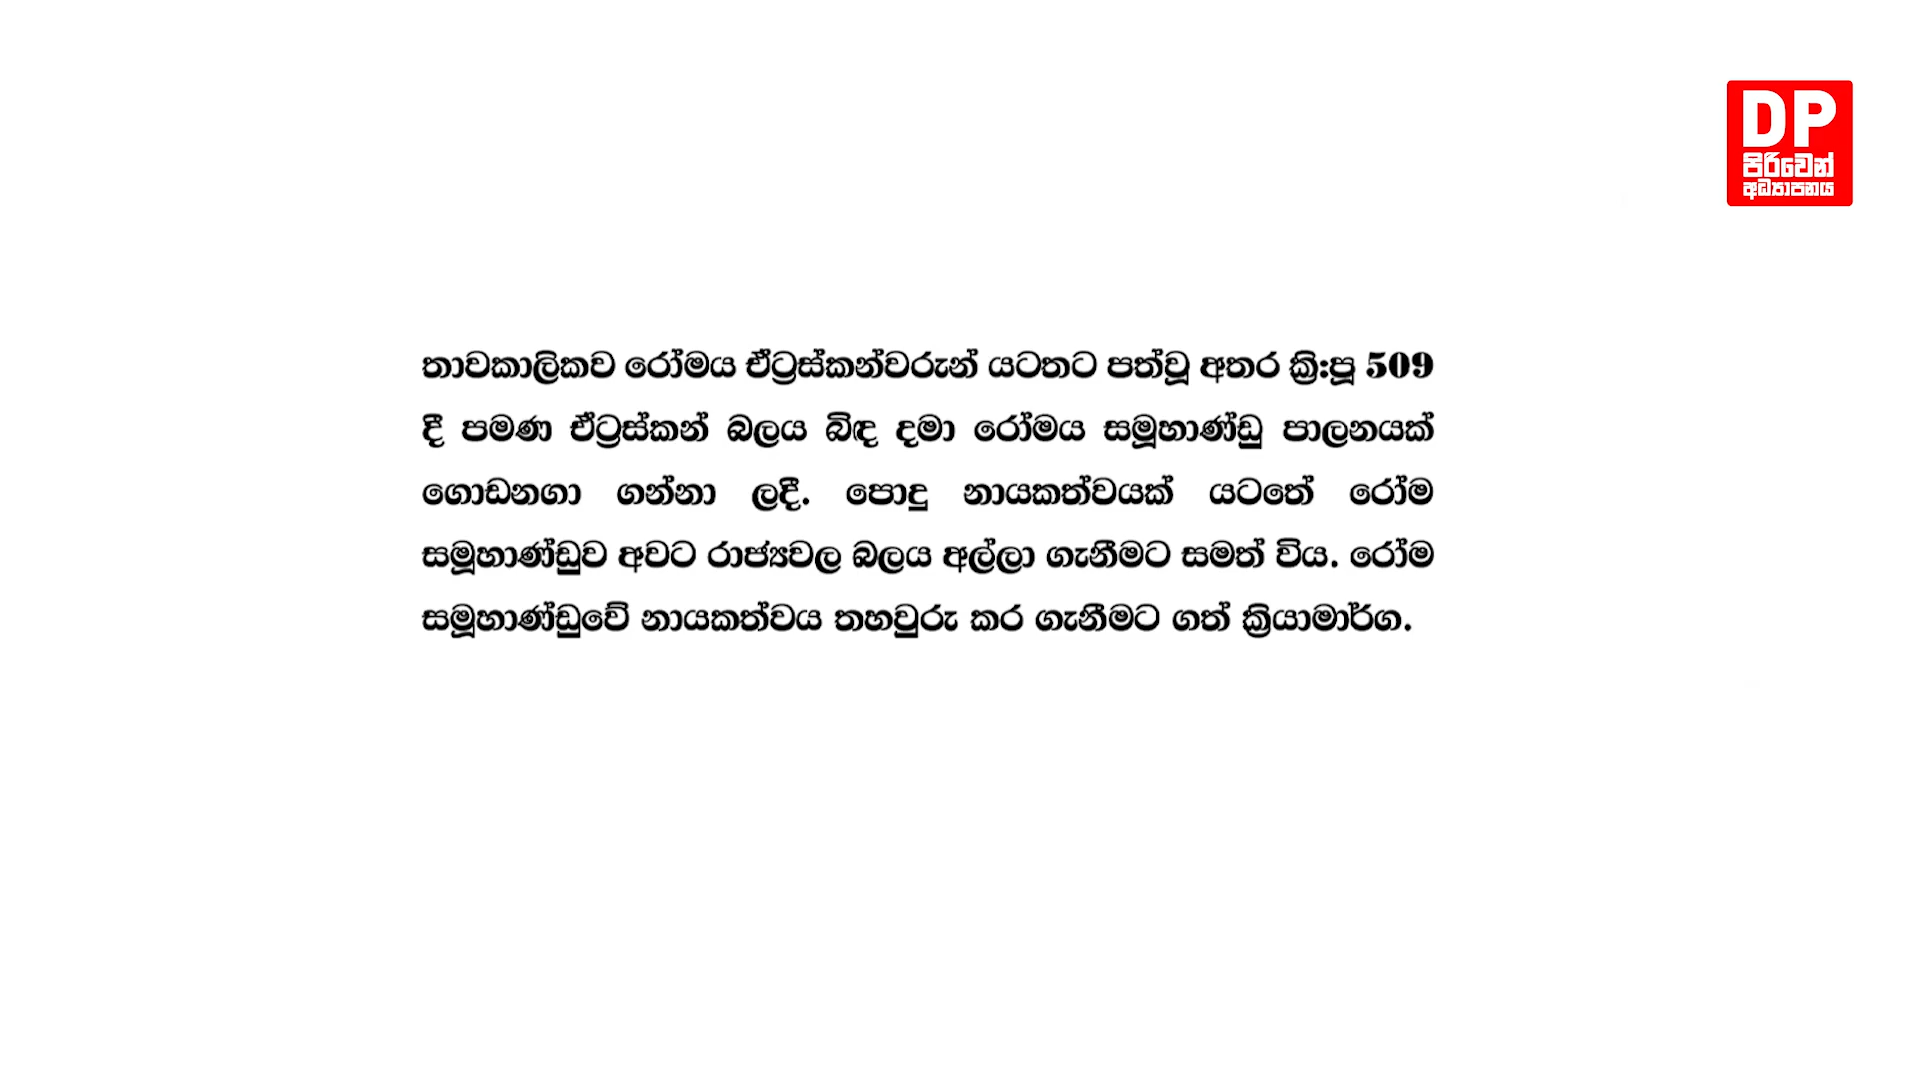 DP
පිරිවෙන්
අධ්‍යාපනය
තාවකාලිකව රෝමය ඒට්‍රස්කන්වරුන් යටතට පත්වූ අතර ක්‍රි:පූ 509
දී පමණ ඒට්‍රස්කන් බලය බිඳ දමා රෝමය සමූහාණ්ඩු පාලනයක්
ගොඩනගා ගන්නා ලදී. පොදු නායකත්වයක් යටතේ රෝම
සමූහාණ්ඩුව අවට රාජ්‍යවල බලය අල්ලා ගැනීමට සමත් විය. රෝම
සමූහාණ්ඩුවේ නායකත්වය තහවුරු කර ගැනීමට ගත් ක්‍රියාමාර්ග.